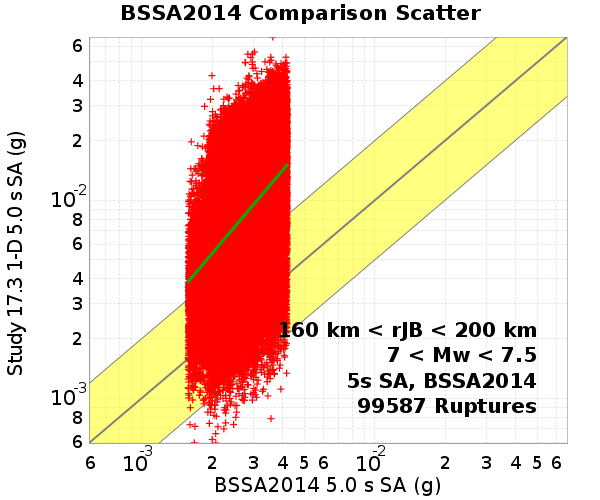 BSSA2014 Comparison Scatter
Study 17.3 1-D 5.0 s SA (g)
6
4
3
2
10-2
8
6
4
3
2
10-3
8
6
160 km < rJB < 200 km
7 < Mw < 7.5
5s SA, BSSA2014
99587 Ruptures
6 10-3 2 3 4 5 6 10-2 2 3 4 5 6
BSSA2014 5.0 s SA (g)